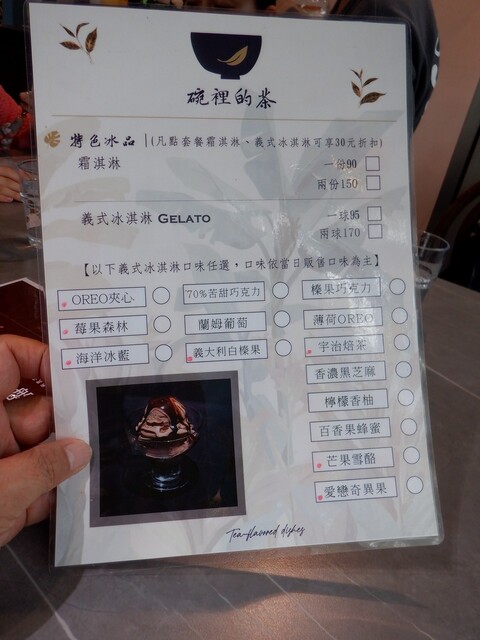 碗裡的茶
特色冰品 | (凡點套餐霜淇淋、義式冰淇淋可享30元折扣)
霜淇淋 一份90
兩份150
義式冰淇淋 GELATO 一球95
兩球170
【以下義式冰淇淋口味任選，口味依當日販售口味為主】
OREO夾心 70%苦甜巧克力 榛果巧克力
莓果森林 蘭姆葡萄 薄荷OREO
海洋冰藍 義大利白榛果 宇治焙茶
香濃黑芝麻
檸檬香柚
百香果蜂蜜
芒果雪酪
愛戀奇異果
Tea-flavored dishes